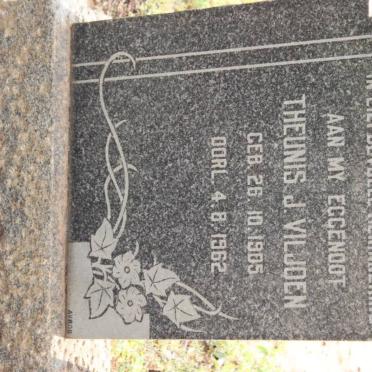 AAN MY EGGENOOT
THEUNIS J. VILJOEN
GEB. 26. 10. 1905
OORL. 4. 8. 1962